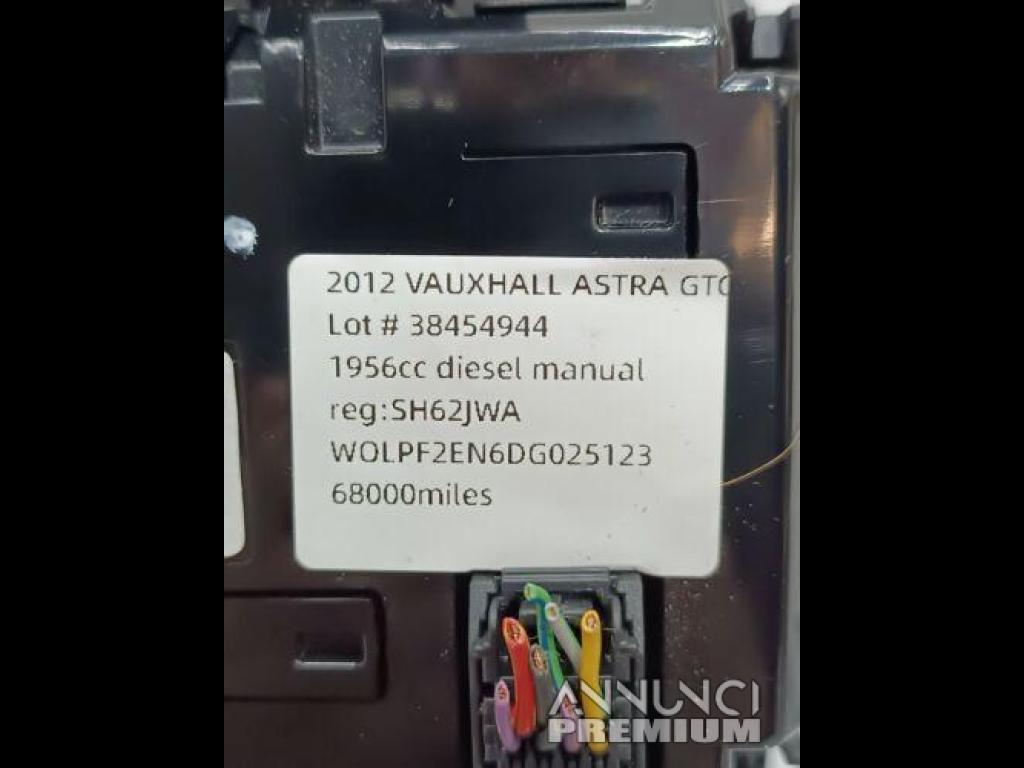 2012 VAUXHALL ASTRA GTC
Lot # 38454944
1956cc diesel manual
reg:SH62JWA
WOLPF2EN6DG025123
68000miles
ANNUNCI
PREMIUM